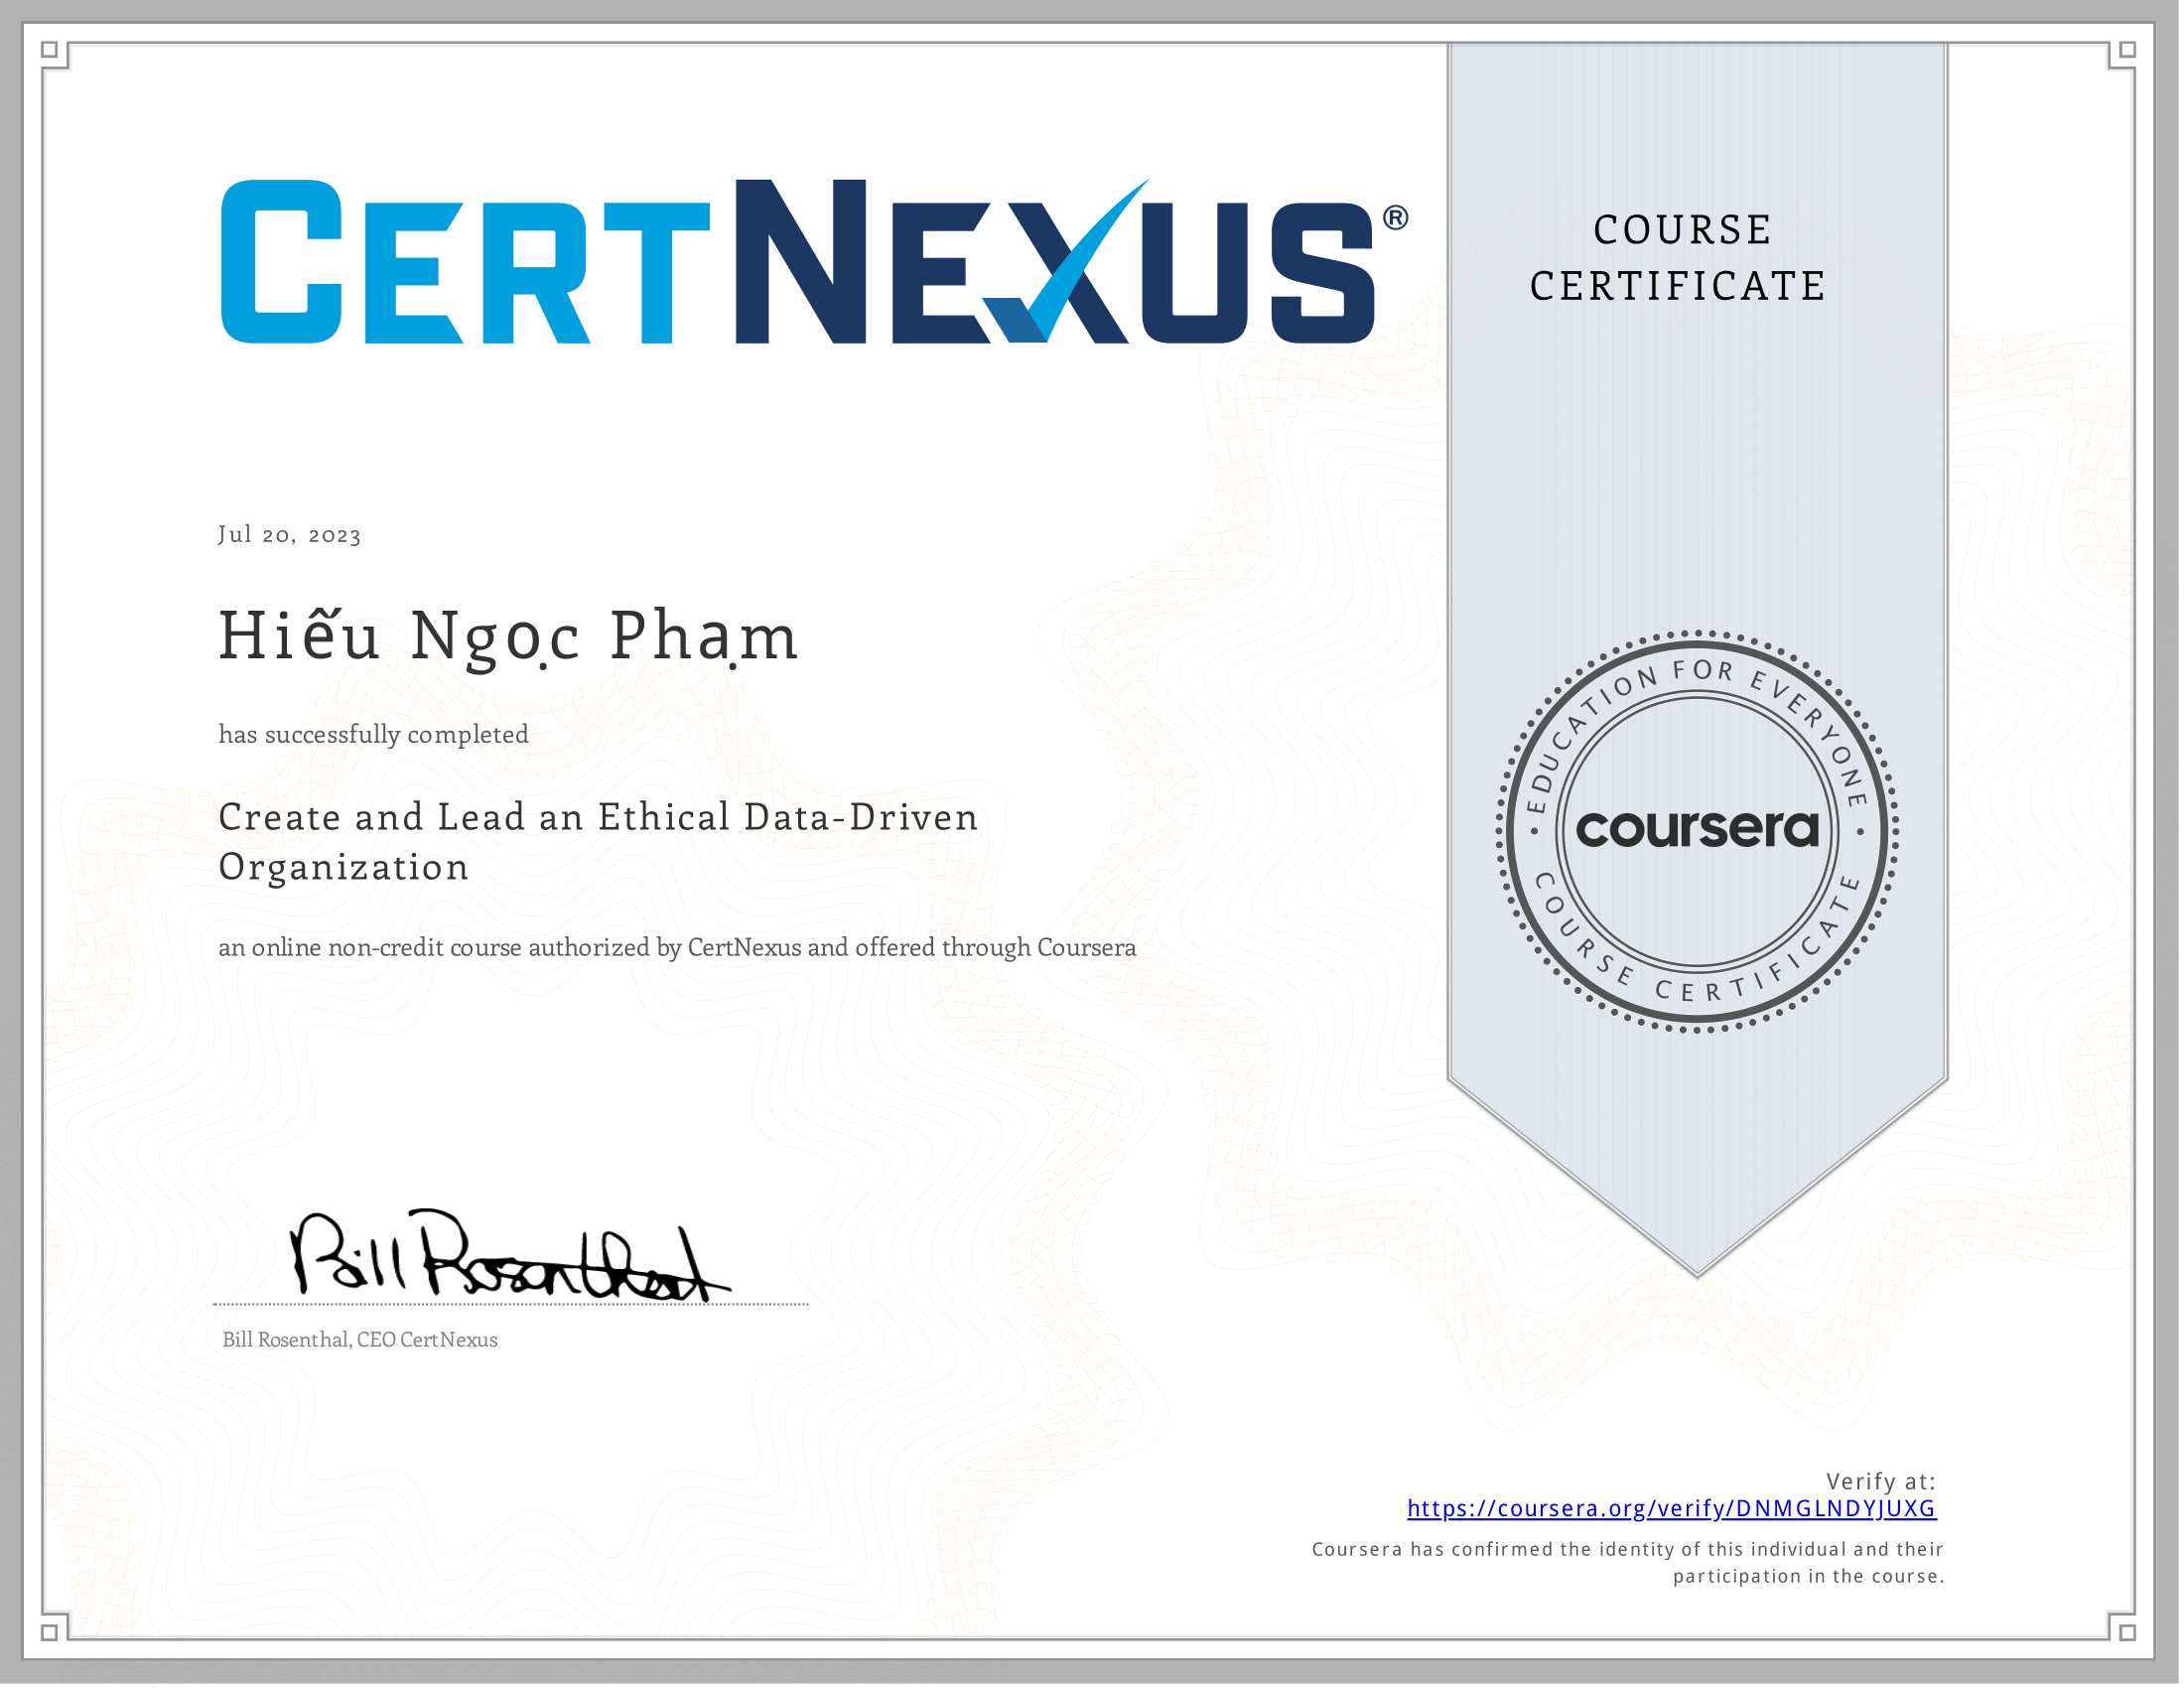 CERTNEXUS®
COURSE
CERTIFICATE
Jul 20, 2023
Hiếu Ngọc Phạm
has successfully completed
Create and Lead an Ethical Data-Driven
Organization
an online non-credit course authorized by CertNexus and offered through Coursera
EDUCATION FOR EVERYONE
coursera
COURSE CERTIFICATE
Bill Rosenthal
Bill Rosenthal, CEO CertNexus
Verify at:
https://coursera.org/verify/DNMGLNDYJUXG
Coursera has confirmed the identity of this individual and their
participation in the course.